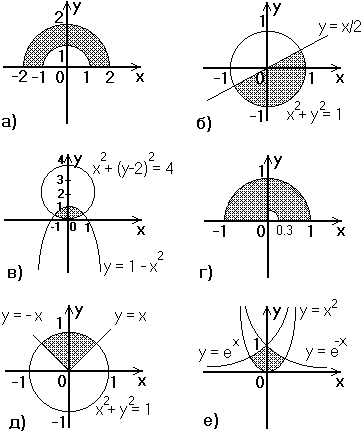 y
2
1
-2 -1 0 1 2 x
а)
y
1
y = x/2
0 x
-1
x² + y² = 1
б)
y
4
3
2
1
x² + (y-2)² = 4
-1 0 1 x
y = 1 - x²
в)
y
1
-1 0 0.3 1 x
г)
y
y = -x 1 y = x
-1 0 1 x
-1
x² + y² = 1
д)
y
y = x²
y = eˣ 1 y = e⁻ˣ
0 x
е)